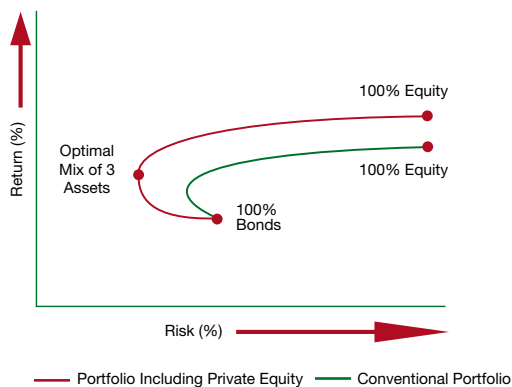 100% Equity
Return (%)
Optimal
Mix of 3
Assets
100% Equity
100%
Bonds
Risk (%)
Portfolio Including Private Equity
Conventional Portfolio